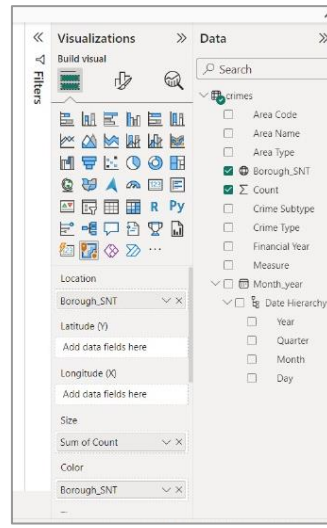 Visualizations
Build visual
Filters
R Py
Location
Borough_SNT
Latitude (Y)
Add data fields here
Longitude (X)
Add data fields here
Size
Sum of Count
Color
Borough_SNT
Data
Search
crimes
Area Code
Area Name
Area Type
Borough_SNT
Count
Crime Subtype
Crime Type
Financial Year
Measure
Month_year
Date Hierarchy
Year
Quarter
Month
Day